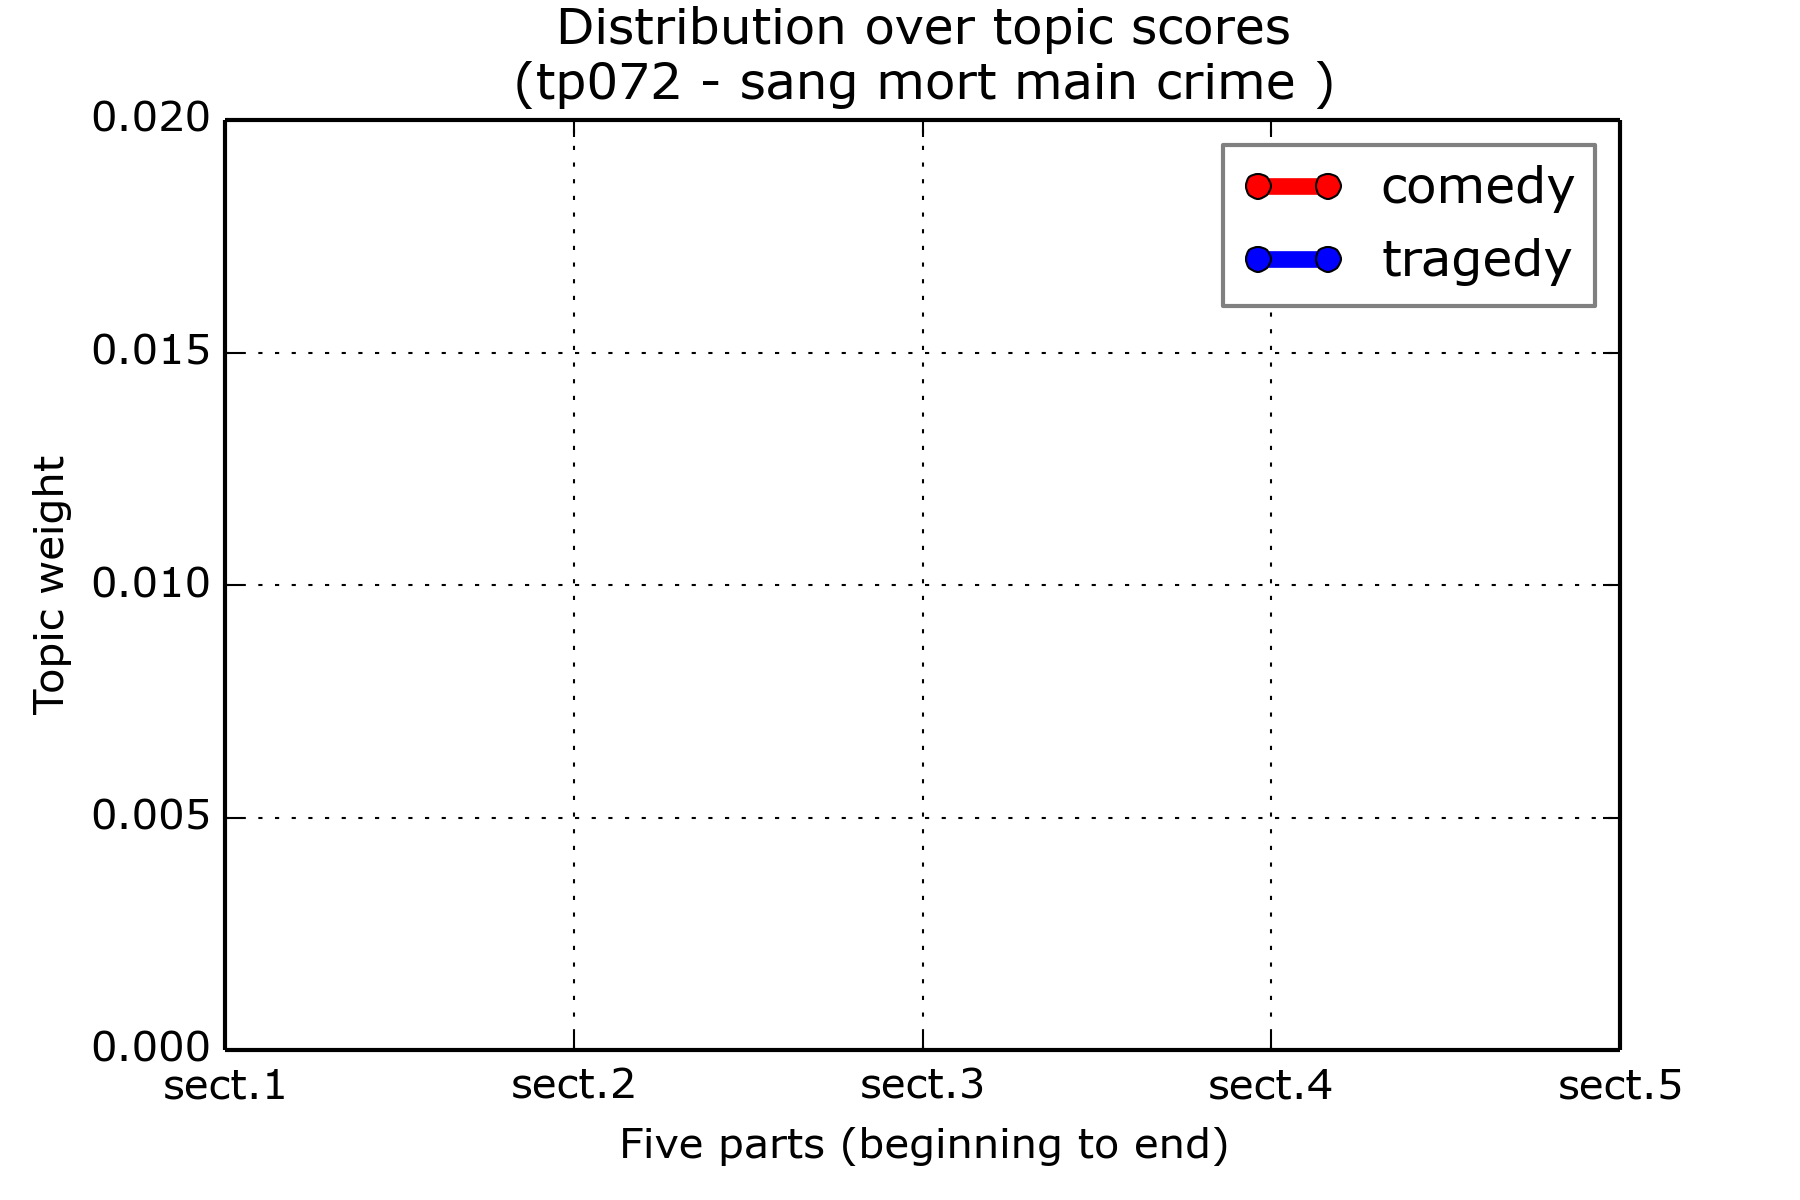 Distribution over topic scores
(tp072 - sang mort main crime )
0.020
0.015
0.010
0.005
0.000
Topic weight
comedy
tragedy
sect.1 sect.2 sect.3 sect.4 sect.5
Five parts (beginning to end)